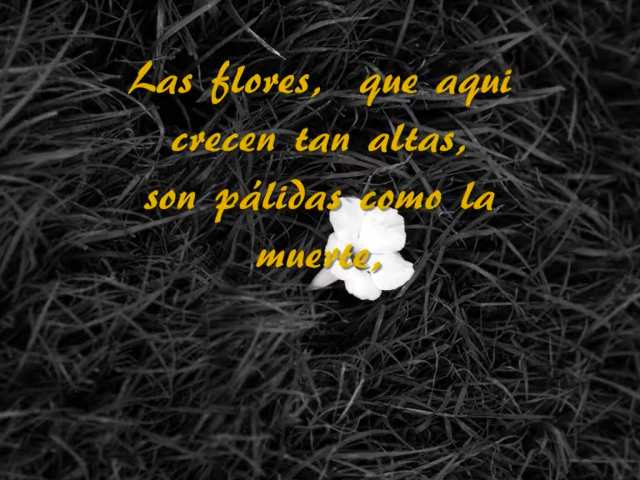 Las flores, que aqui
crecen tan altas,
son pálidas como la
muerte,